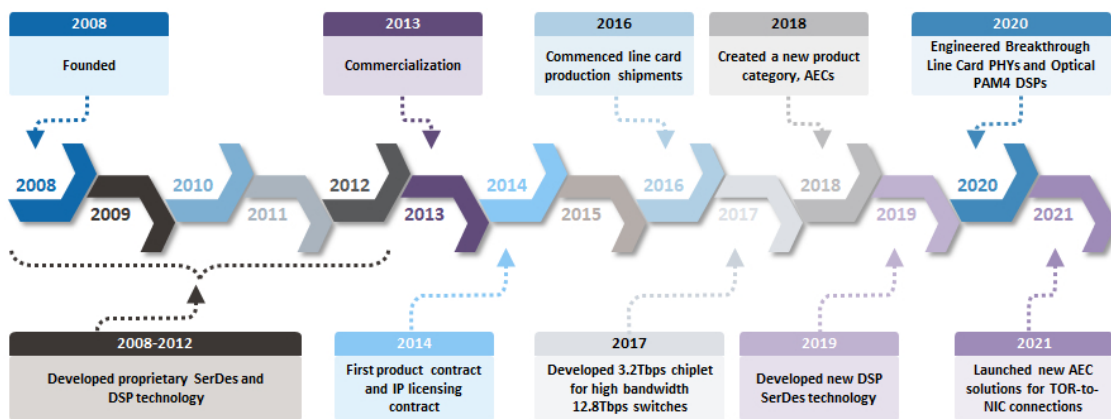 2008
Founded
2013
Commercialization
2016
Commenced line card
production shipments
2018
Created a new product
category, AECs
2020
Engineered Breakthrough
Line Card PHYs and Optical
PAM4 DSPs
2008
2009
2010
2011
2012
2013
2014
2015
2016
2017
2018
2019
2020
2021
2008-2012
Developed proprietary SerDes and
DSP technology
2014
First product contract
and IP licensing
contract
2017
Developed 3.2Tbps chiplet
for high bandwidth
12.8Tbps switches
2019
Developed new DSP
SerDes technology
2021
Launched new AEC
solutions for TOR-to-
NIC connections